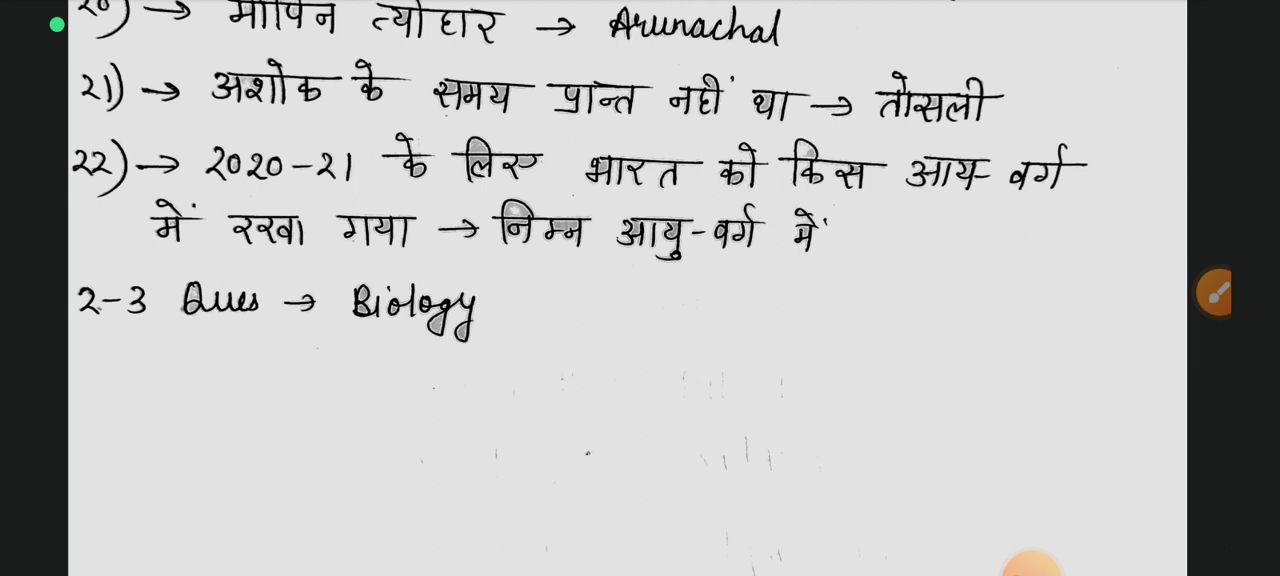 20) → मोपिन त्योहार → Arunachal
21) → अशोक के समय प्रान्त नहीं था → तोसली
22) → 2020-21 के लिए भारत को किस आय-वर्ग
में रखा गया → निम्न आयु-वर्ग में
2-3 Ques → Biology